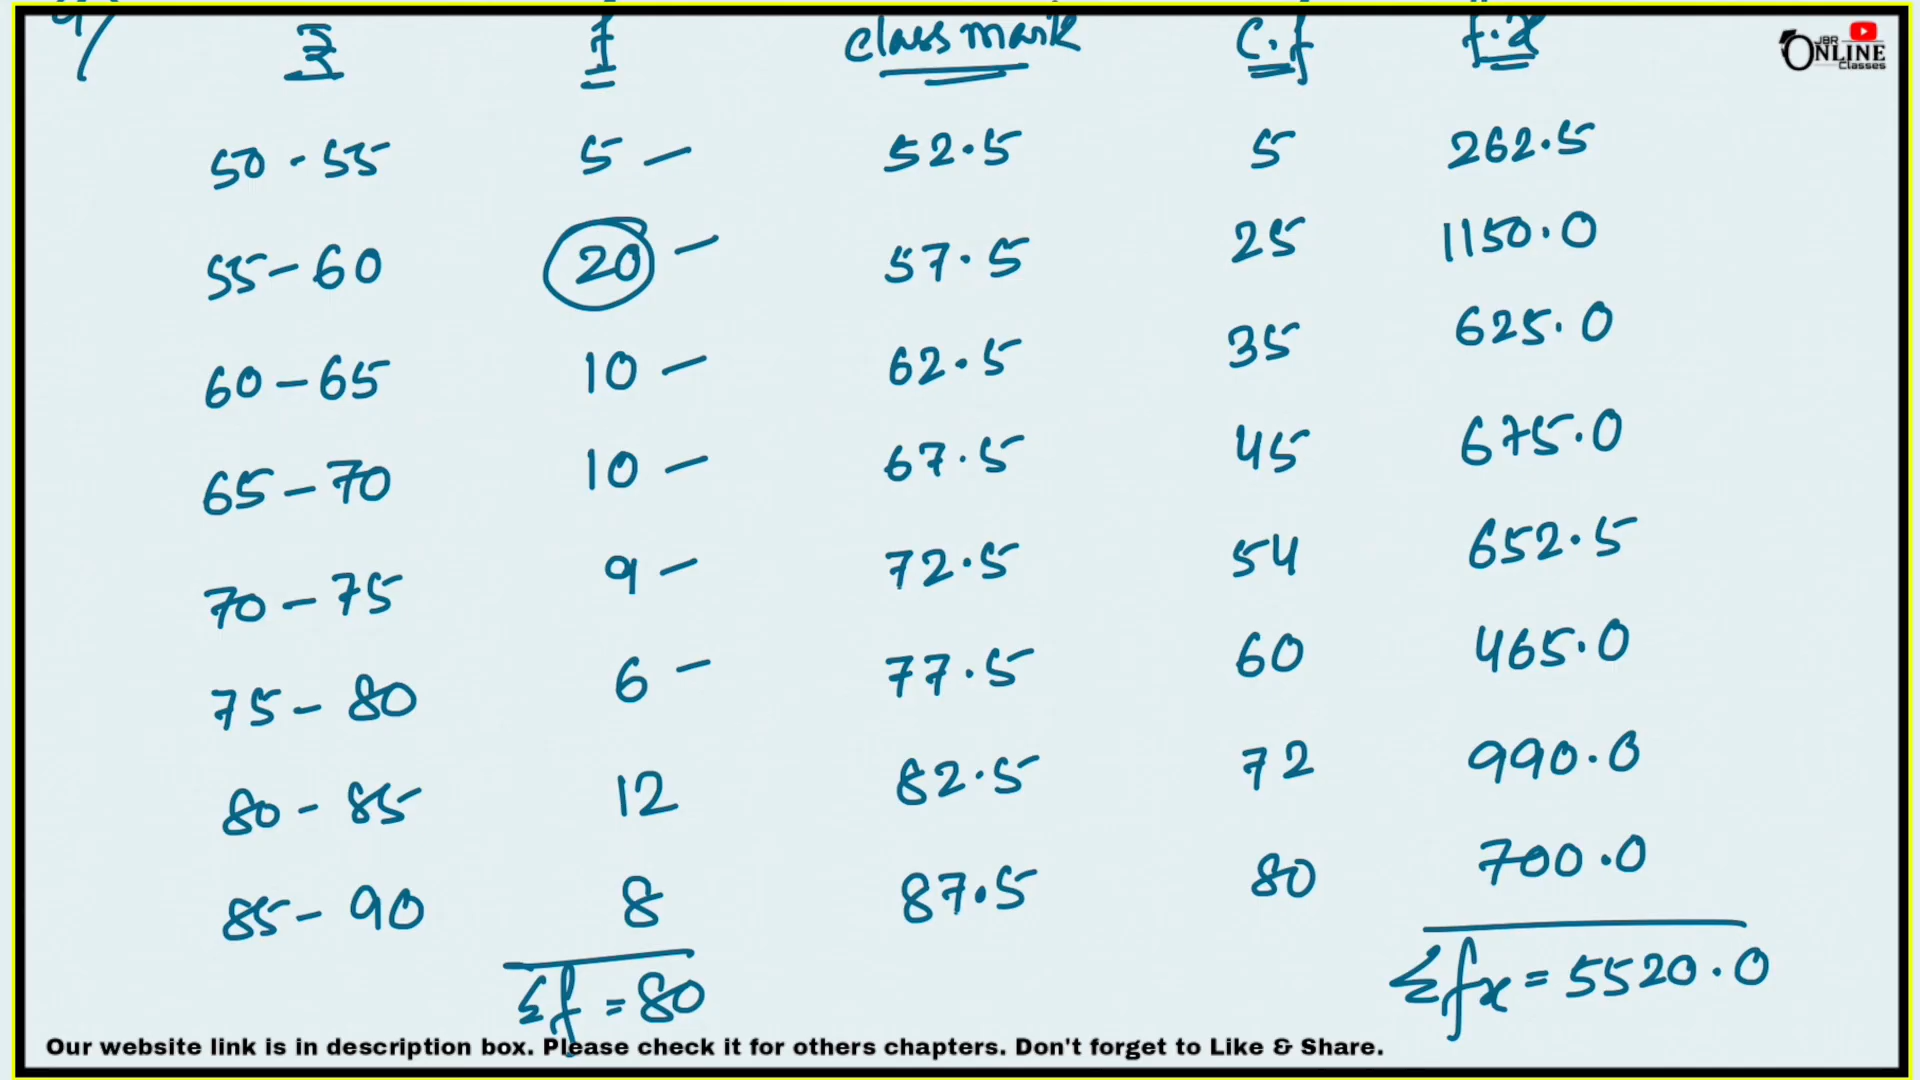 ₹ f class mark c.f f.x
50 - 55 5 — 52.5 5 262.5
55 - 60 20 — 57.5 25 1150.0
60 - 65 10 — 62.5 35 625.0
65 - 70 10 — 67.5 45 675.0
70 - 75 9 — 72.5 54 652.5
75 - 80 6 — 77.5 60 465.0
80 - 85 12 82.5 72 990.0
85 - 90 8 87.5 80 700.0
Σf = 80 Σfx = 5520.0
JBR
ONLINE
Classes
Our website link is in description box. Please check it for others chapters. Don't forget to Like & Share.